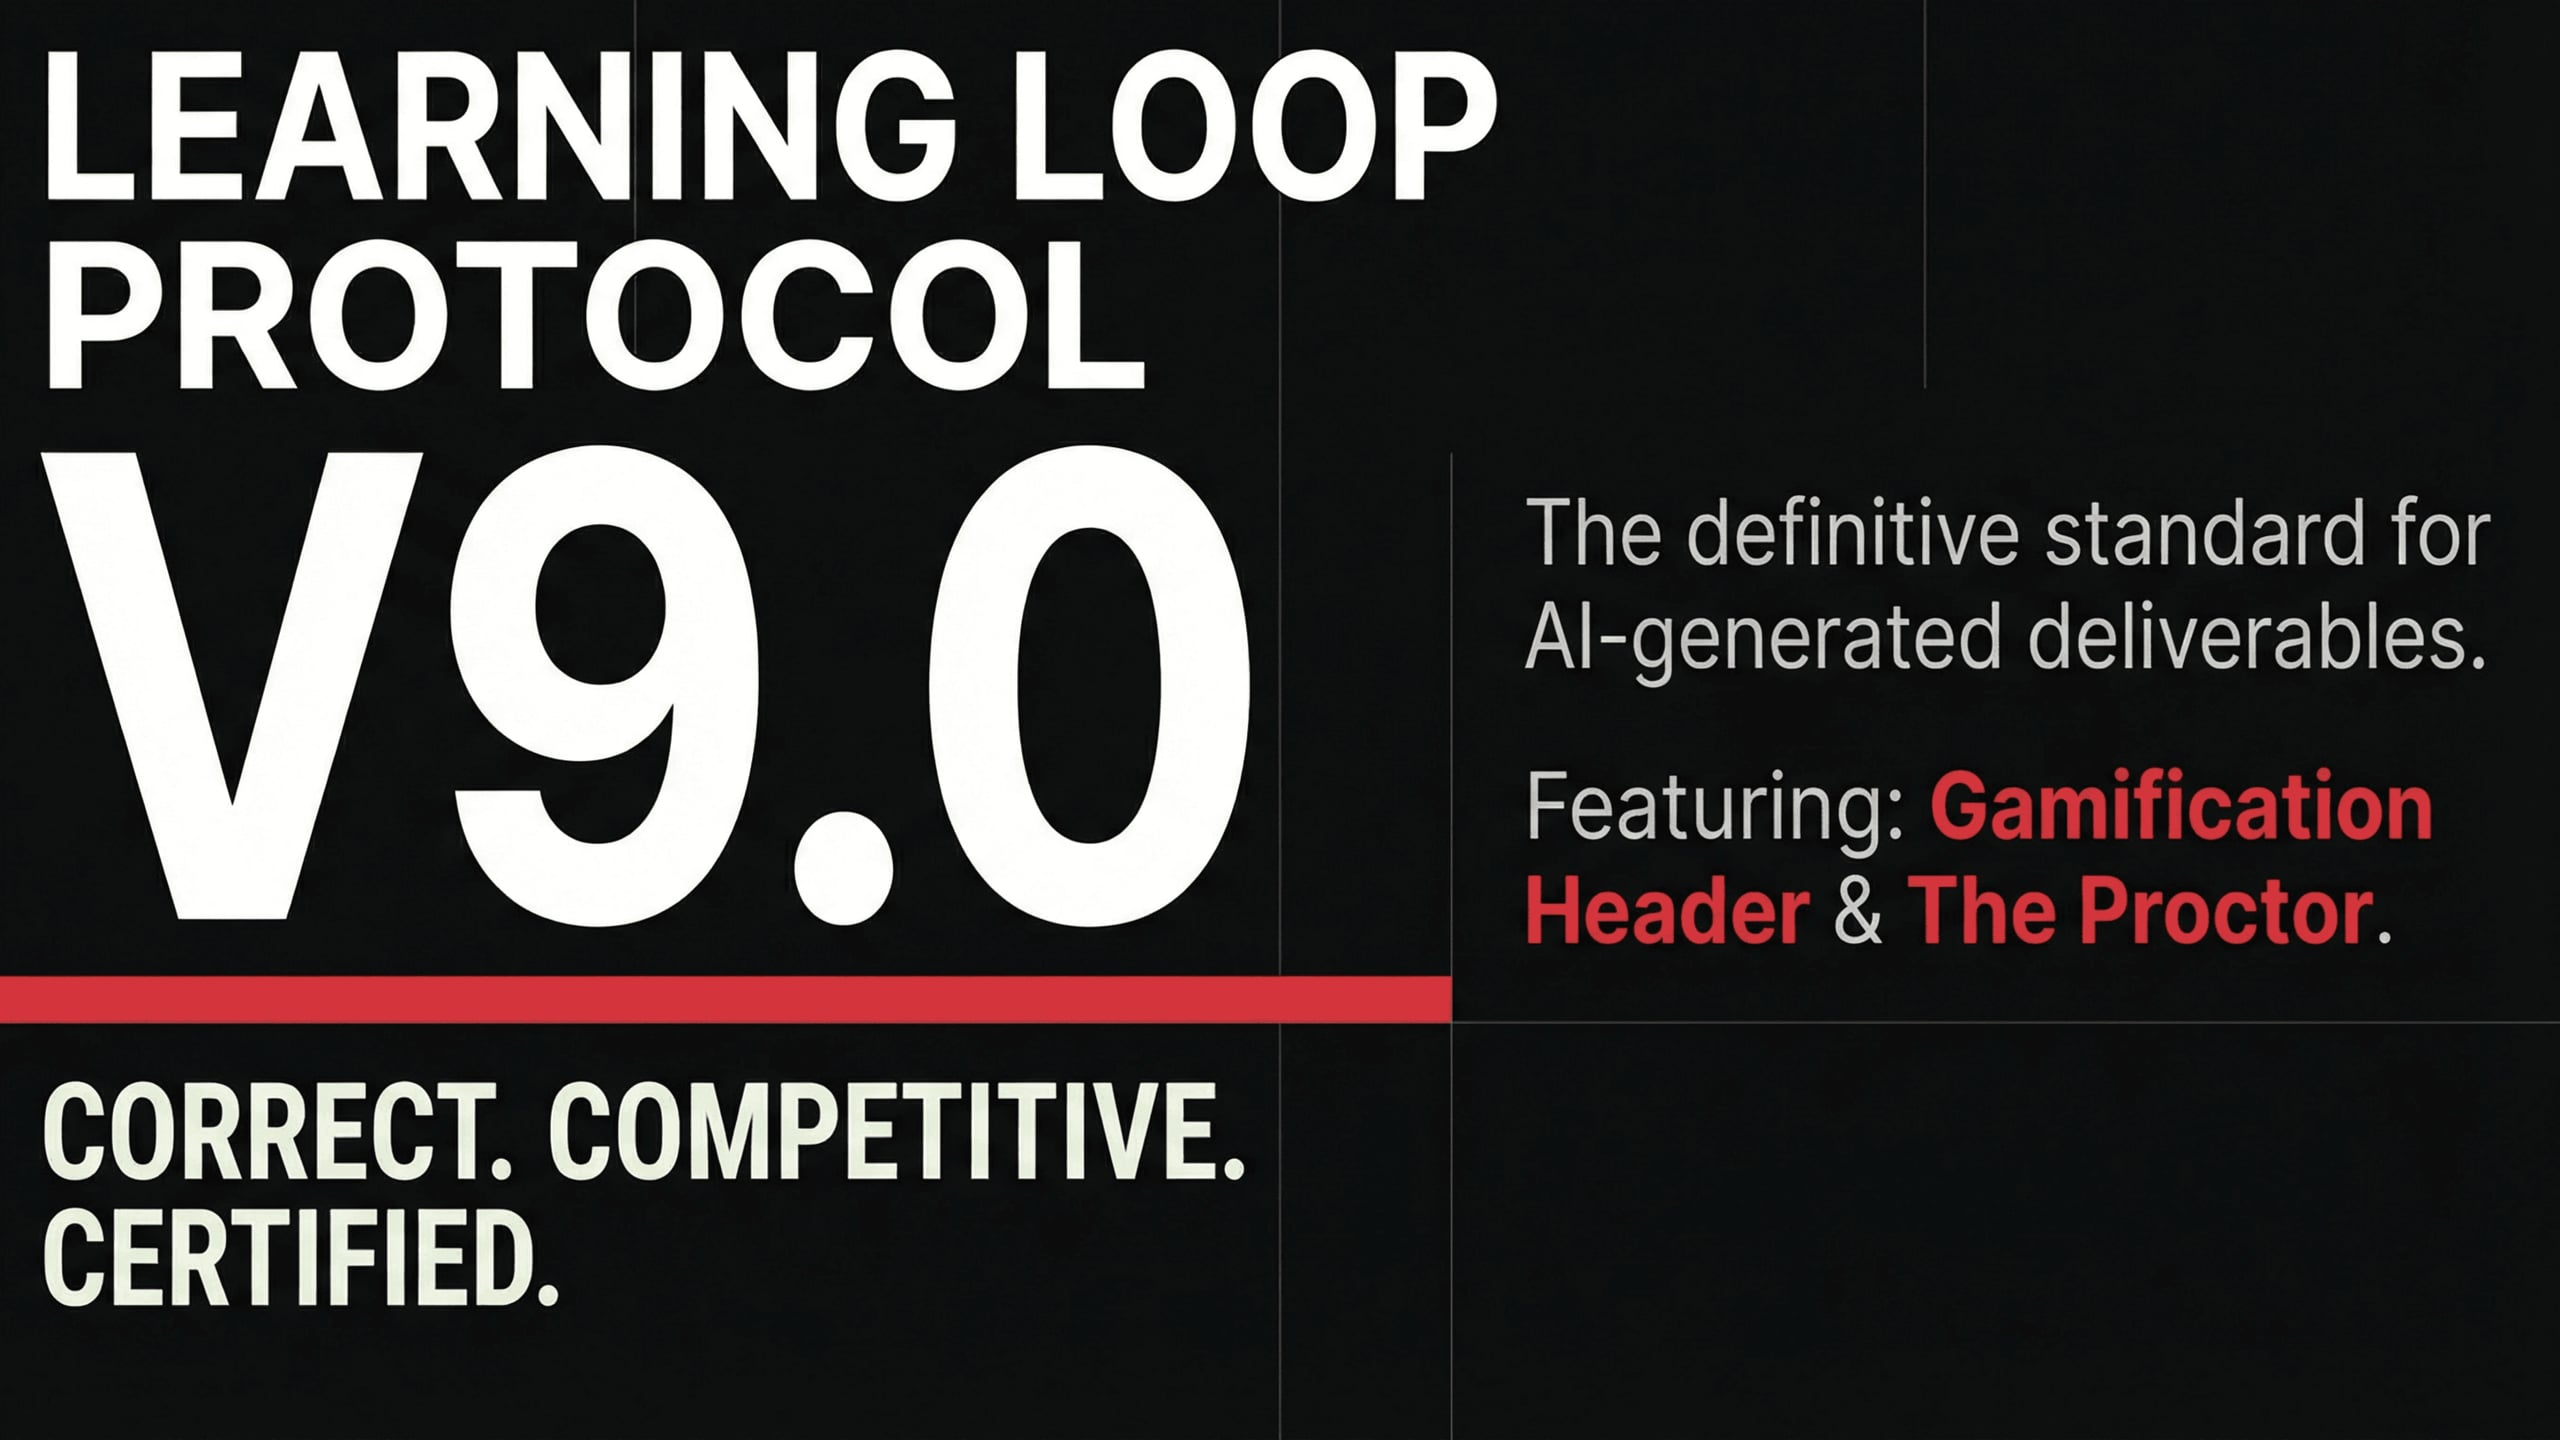 LEARNING LOOP
PROTOCOL
V9.0
The definitive standard for
AI-generated deliverables.
Featuring: Gamification
Header & The Proctor.
CORRECT. COMPETITIVE.
CERTIFIED.